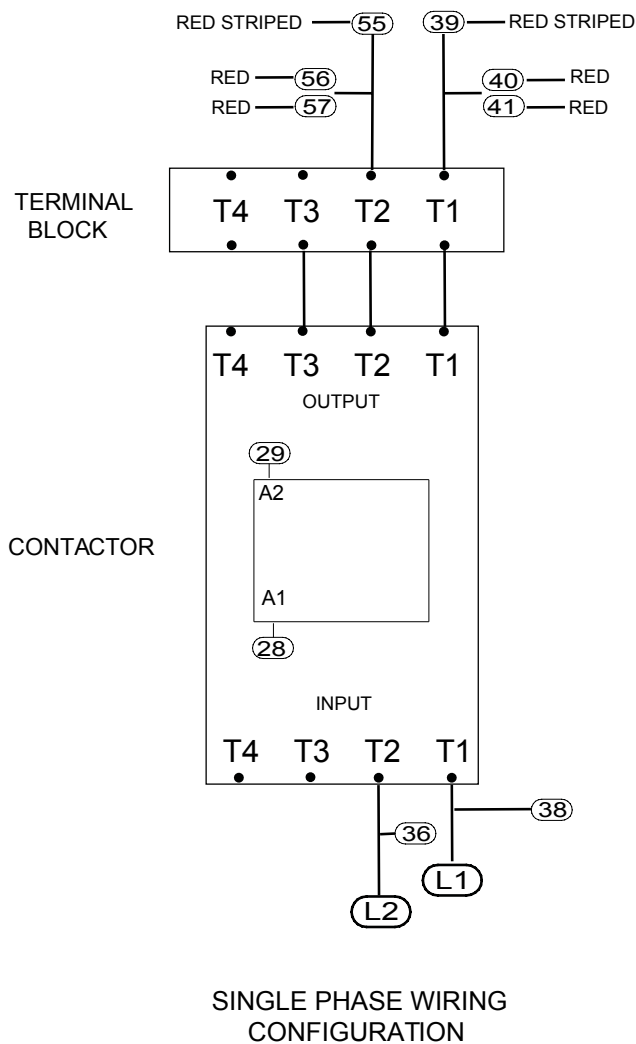 RED STRIPED 55 39 RED STRIPED
RED 56 40 RED
RED 57 41 RED
TERMINAL
BLOCK
T4 T3 T2 T1
T4 T3 T2 T1
OUTPUT
29
A2
CONTACTOR
A1
28
INPUT
T4 T3 T2 T1
38
36
L1
L2
SINGLE PHASE WIRING
CONFIGURATION